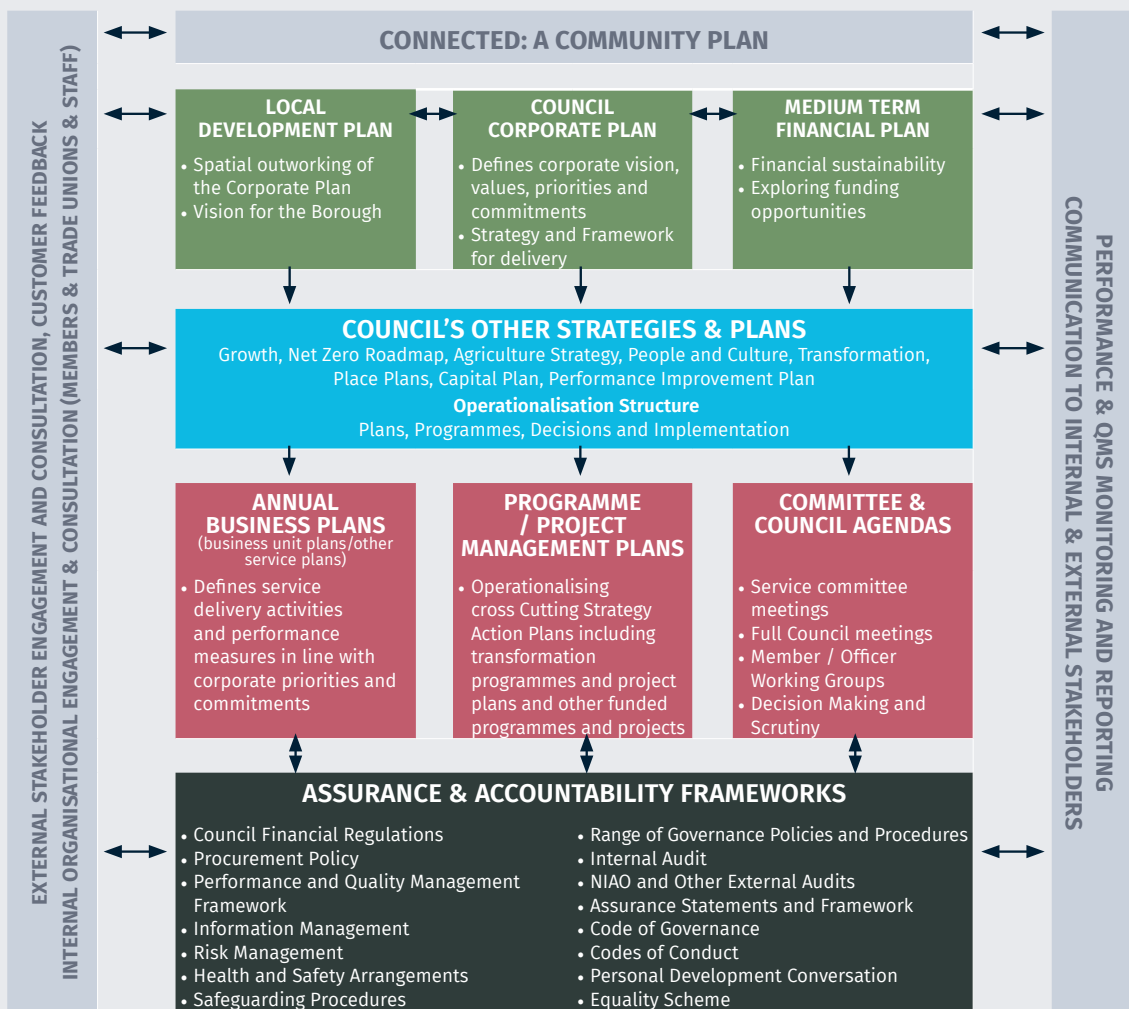 CONNECTED: A COMMUNITY PLAN
EXTERNAL STAKEHOLDER ENGAGEMENT AND CONSULTATION, CUSTOMER FEEDBACK
INTERNAL ORGANISATIONAL ENGAGEMENT & CONSULTATION (MEMBERS & TRADE UNIONS & STAFF)
LOCAL
DEVELOPMENT PLAN
• Spatial outworking of
the Corporate Plan
• Vision for the Borough
COUNCIL
CORPORATE PLAN
• Defines corporate vision,
values, priorities and
commitments
• Strategy and Framework
for delivery
MEDIUM TERM
FINANCIAL PLAN
• Financial sustainability
• Exploring funding
opportunities
COUNCIL'S OTHER STRATEGIES & PLANS
Growth, Net Zero Roadmap, Agriculture Strategy, People and Culture, Transformation,
Place Plans, Capital Plan, Performance Improvement Plan
Operationalisation Structure
Plans, Programmes, Decisions and Implementation
ANNUAL
BUSINESS PLANS
(business unit plans/other
service plans)
• Defines service
delivery activities
and performance
measures in line with
corporate priorities and
commitments
PROGRAMME
/ PROJECT
MANAGEMENT PLANS
• Operationalising
cross Cutting Strategy
Action Plans including
transformation
programmes and project
plans and other funded
programmes and projects
COMMITTEE &
COUNCIL AGENDAS
• Service committee
meetings
• Full Council meetings
• Member / Officer
Working Groups
• Decision Making and
Scrutiny
ASSURANCE & ACCOUNTABILITY FRAMEWORKS
• Council Financial Regulations
• Procurement Policy
• Performance and Quality Management
Framework
• Information Management
• Risk Management
• Health and Safety Arrangements
• Safeguarding Procedures
• Range of Governance Policies and Procedures
• Internal Audit
• NIAO and Other External Audits
• Assurance Statements and Framework
• Code of Governance
• Codes of Conduct
• Personal Development Conversation
• Equality Scheme
PERFORMANCE & QMS MONITORING AND REPORTING
COMMUNICATION TO INTERNAL & EXTERNAL STAKEHOLDERS